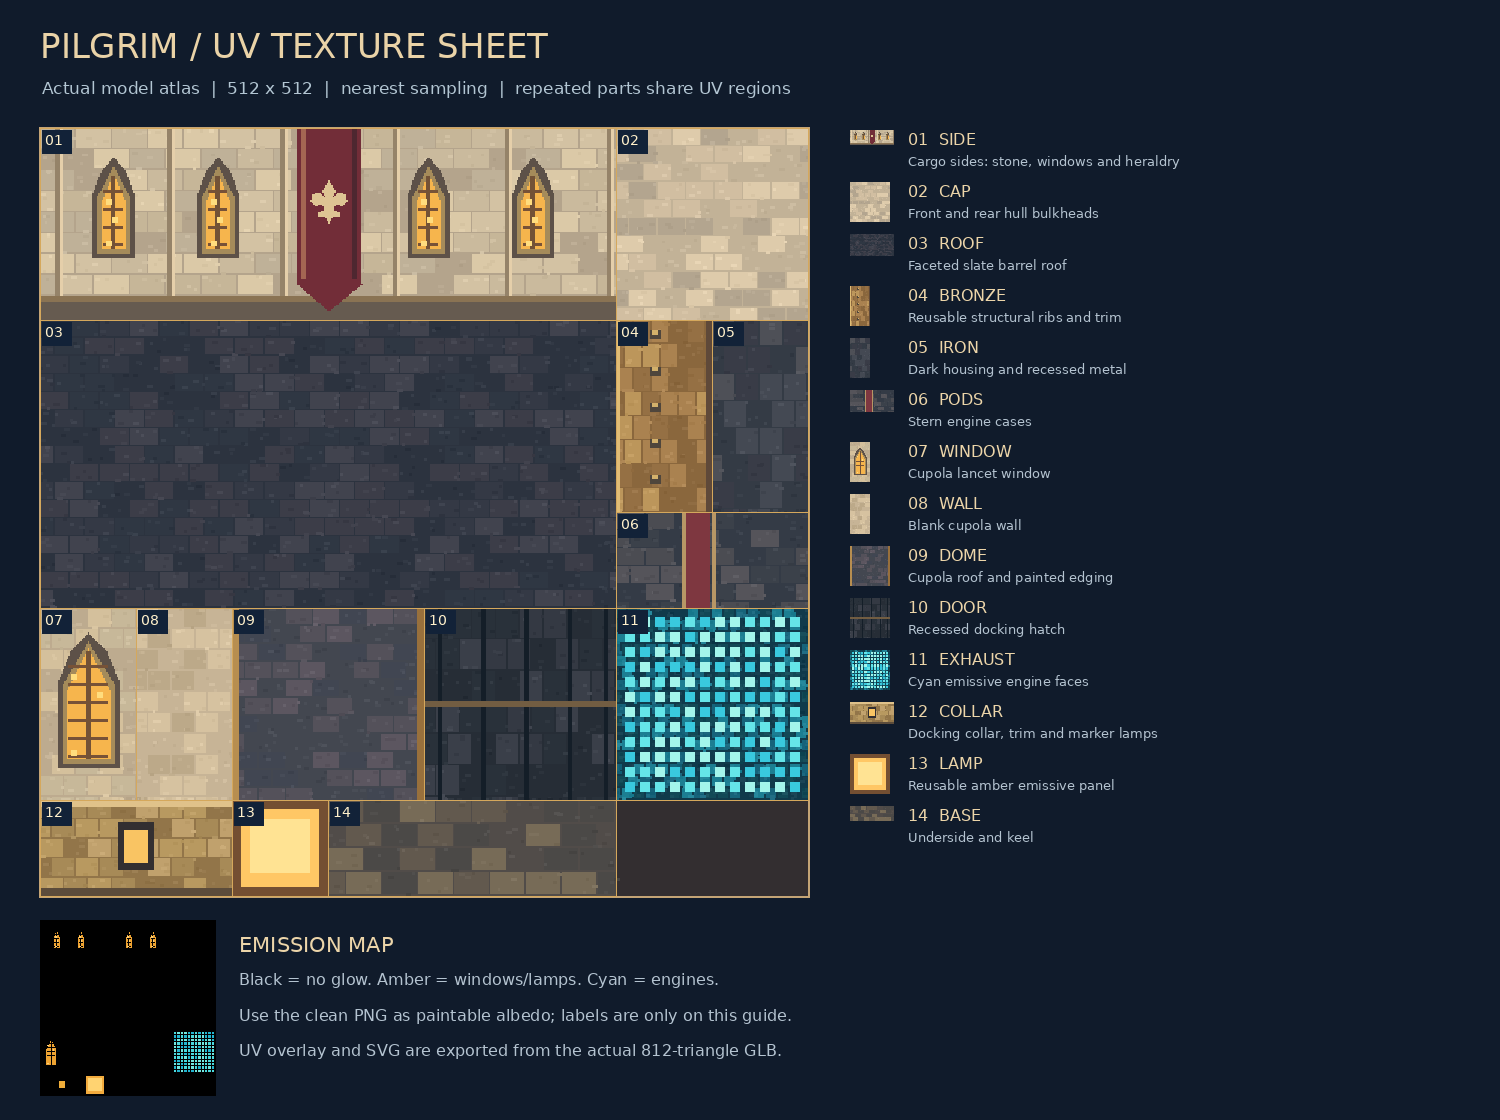 PILGRIM / UV TEXTURE SHEET
Actual model atlas | 512 x 512 | nearest sampling | repeated parts share UV regions
01
02
03
04
05
06
07
08
09
10
11
12
13
14
01 SIDE
Cargo sides: stone, windows and heraldry
02 CAP
Front and rear hull bulkheads
03 ROOF
Faceted slate barrel roof
04 BRONZE
Reusable structural ribs and trim
05 IRON
Dark housing and recessed metal
06 PODS
Stern engine cases
07 WINDOW
Cupola lancet window
08 WALL
Blank cupola wall
09 DOME
Cupola roof and painted edging
10 DOOR
Recessed docking hatch
11 EXHAUST
Cyan emissive engine faces
12 COLLAR
Docking collar, trim and marker lamps
13 LAMP
Reusable amber emissive panel
14 BASE
Underside and keel
EMISSION MAP
Black = no glow. Amber = windows/lamps. Cyan = engines.
Use the clean PNG as paintable albedo; labels are only on this guide.
UV overlay and SVG are exported from the actual 812-triangle GLB.